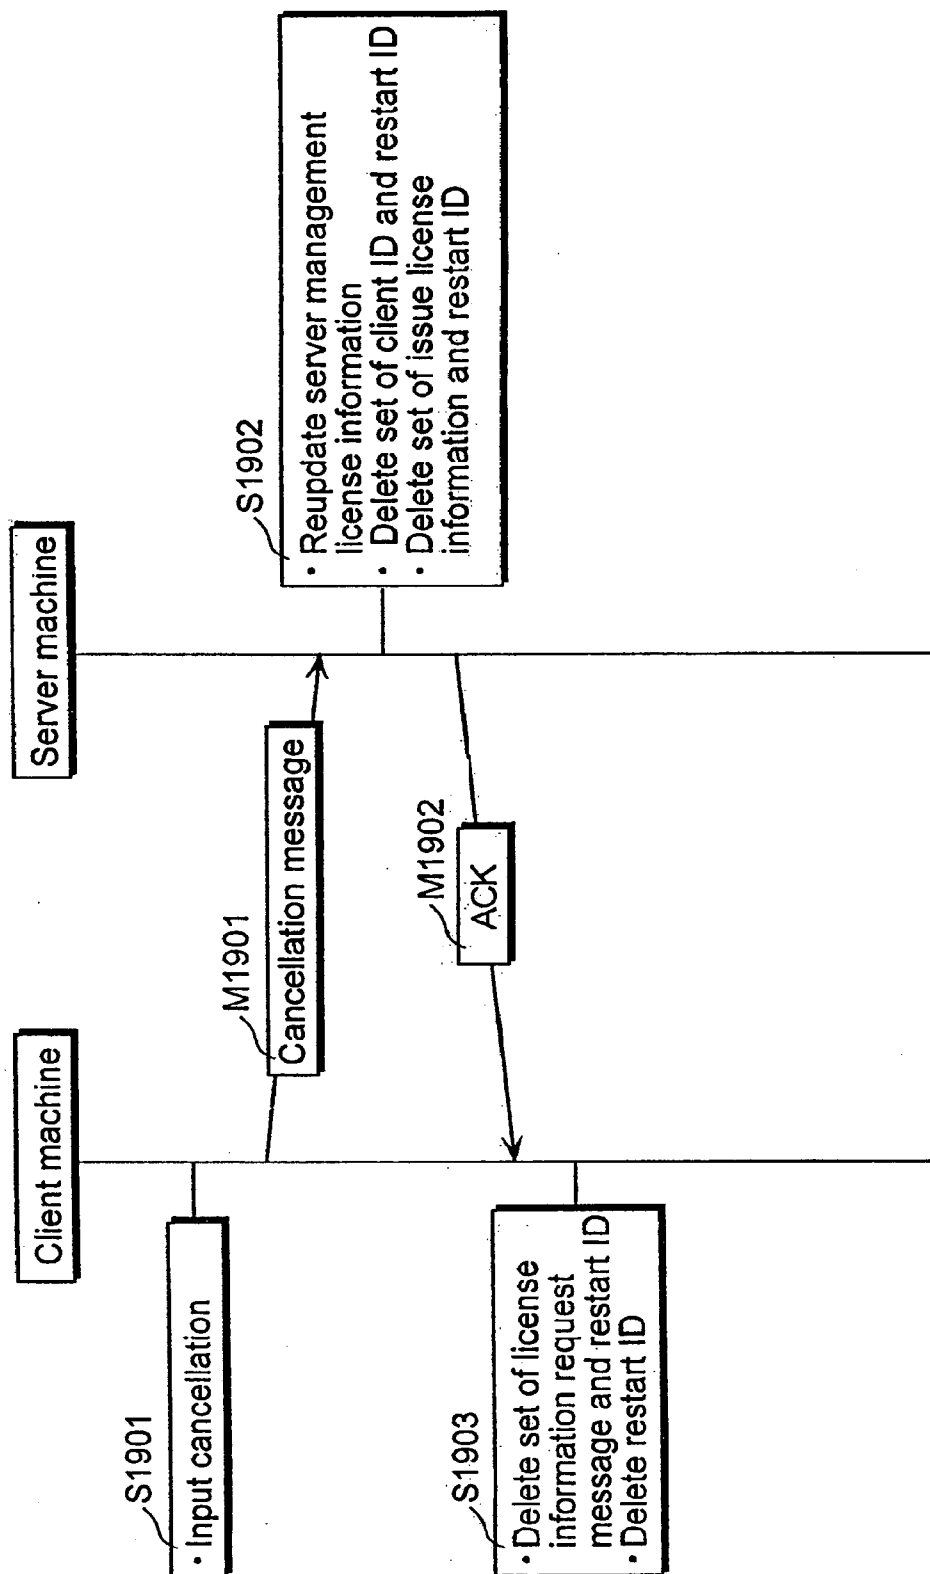 Client machine
Server machine
S1901
• Input cancellation
M1901
Cancellation message
S1902
• Reupdate server management
license information
• Delete set of client ID and restart ID
• Delete set of issue license
information and restart ID
M1902
ACK
S1903
• Delete set of license
information request
message and restart ID
• Delete restart ID